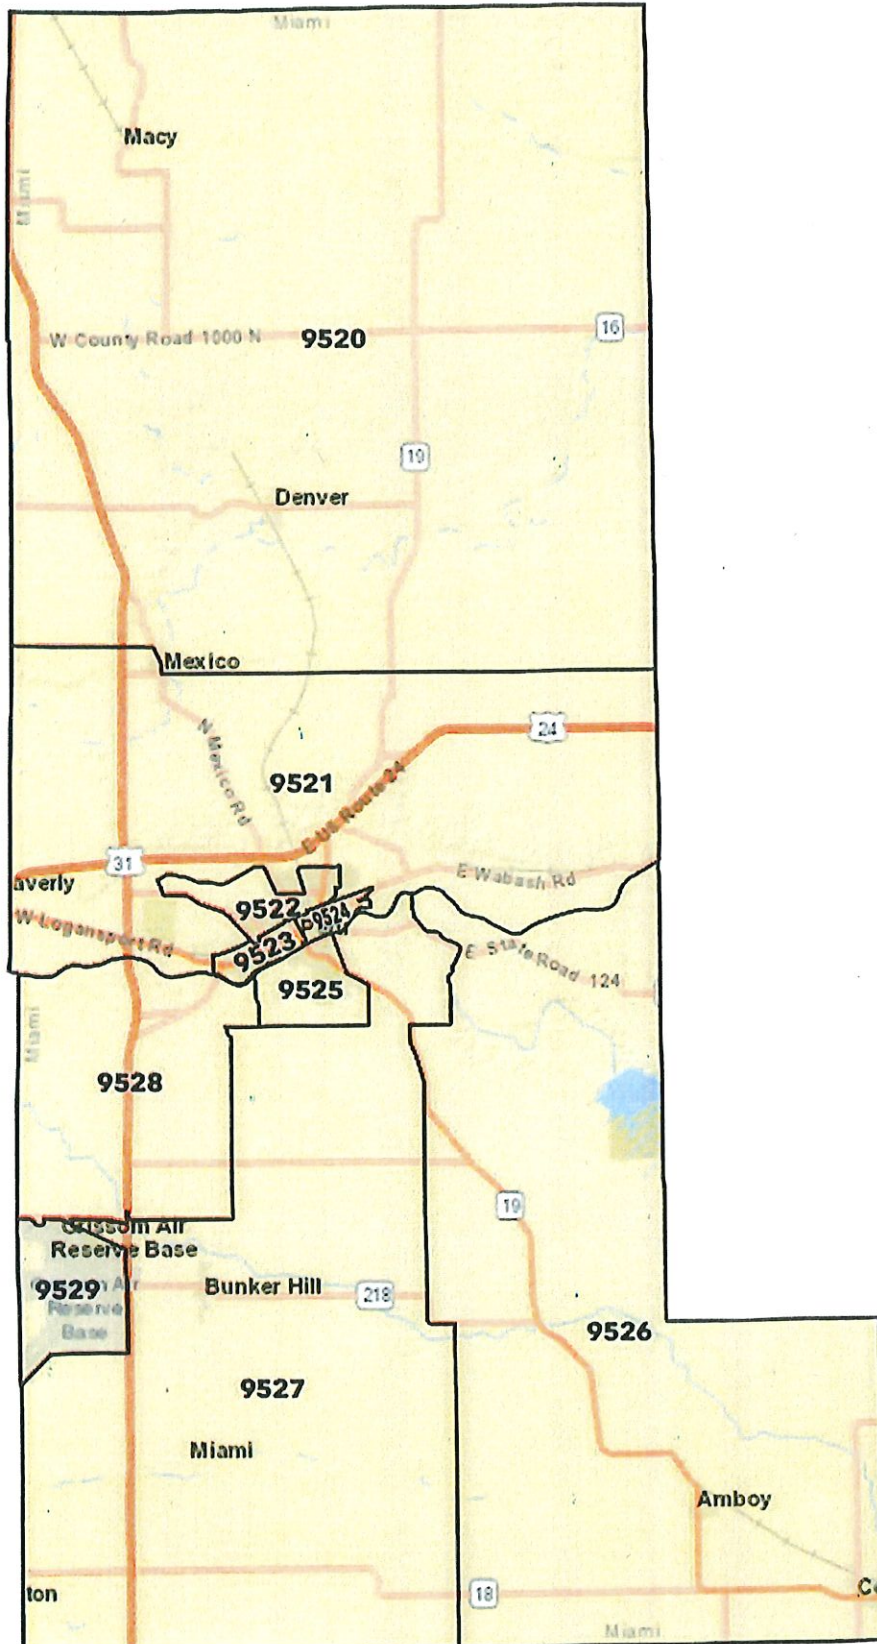 Miami
Macy
Miami
W County Road 1000 N
9520
16
19
Denver
Mexico
24
N Mexico Rd
9521
E US Route 24
31
averly
E Wabash Rd
9522
9524
W Logansport Rd
9523
E State Road 124
9525
Miami
9528
19
Grissom Air
Reserve Base
9529
Reserve
Base
Bunker Hill
218
9526
9527
Miami
Amboy
ton
18
Miami